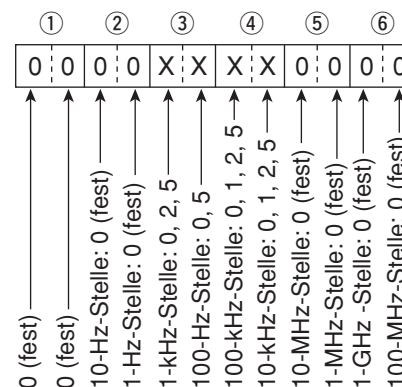 ① ② ③ ④ ⑤ ⑥
0 0 0 0 X X X X 0 0 0 0
0 (fest)
0 (fest)
10-Hz-Stelle: 0 (fest)
1-Hz-Stelle: 0 (fest)
1-kHz-Stelle: 0, 2, 5
100-Hz-Stelle: 0, 5
100-kHz-Stelle: 0, 1, 2, 5
10-kHz-Stelle: 0, 1, 2, 5
10-MHz-Stelle: 0 (fest)
1-MHz-Stelle: 0 (fest)
1-GHz -Stelle: 0 (fest)
100-MHz-Stelle: 0 (fest)